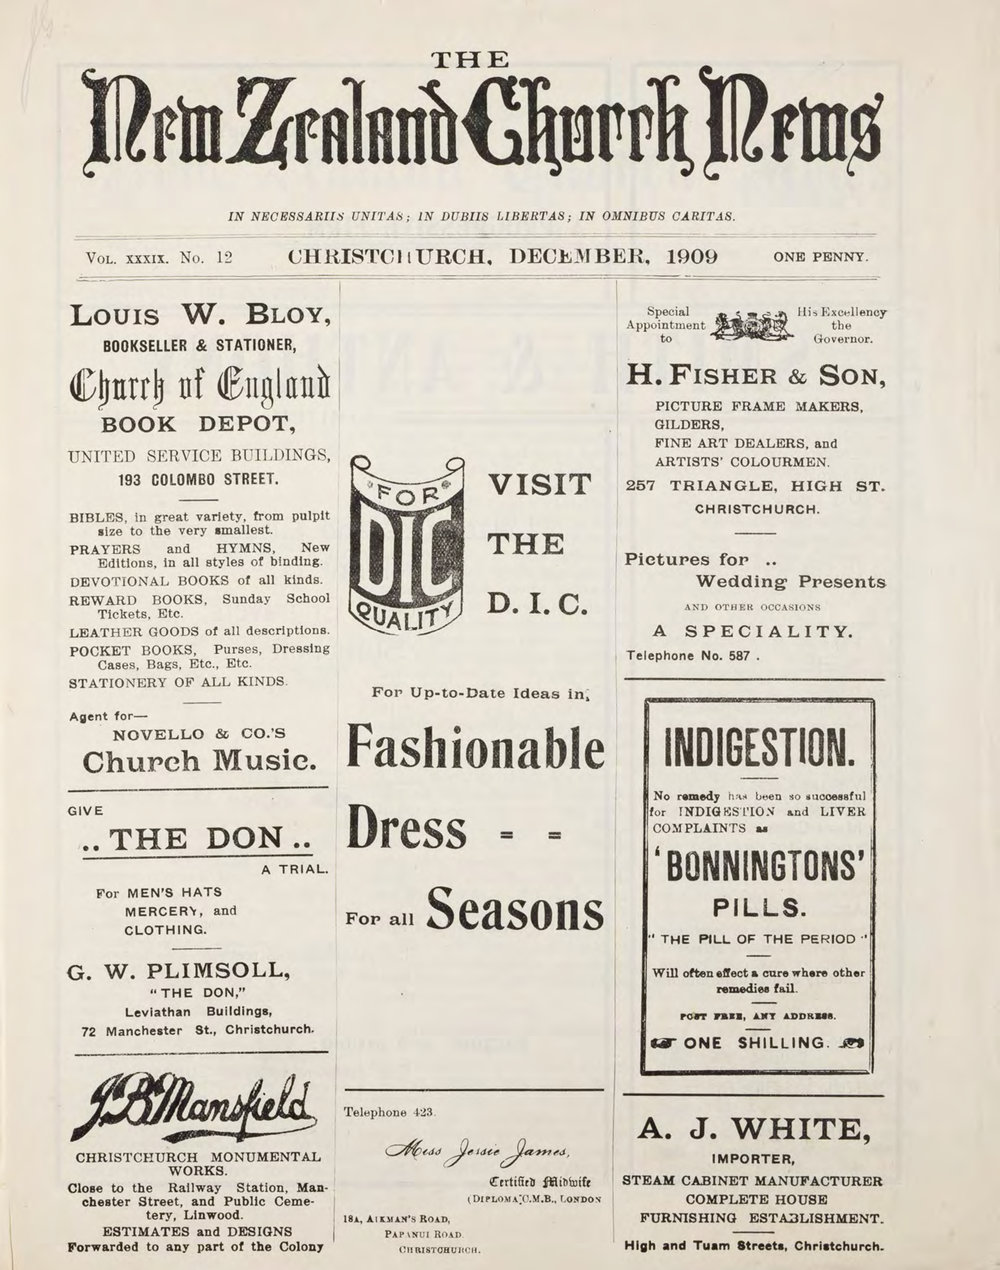 THE
New Zealand Church News
IN NECESSARIIS UNITAS; IN DUBIIS LIBERTAS; IN OMNIBUS CARITAS.
VOL. XXXIX. No. 12 CHRISTCHURCH, DECEMBER, 1909 ONE PENNY.
LOUIS W. BLOY,
BOOKSELLER & STATIONER,
Church of England
BOOK DEPOT,
UNITED SERVICE BUILDINGS,
193 COLOMBO STREET.
BIBLES, in great variety, from pulpit
size to the very smallest.
PRAYERS and HYMNS, New
Editions, in all styles of binding.
DEVOTIONAL BOOKS of all kinds.
REWARD BOOKS, Sunday School
Tickets, Etc.
LEATHER GOODS of all descriptions.
POCKET BOOKS, Purses, Dressing
Cases, Bags, Etc., Etc.
STATIONERY OF ALL KINDS.
Agent for—
NOVELLO & CO.'S
Church Music.
GIVE
.. THE DON ..
A TRIAL.
For MEN'S HATS
MERCERY, and
CLOTHING.
G. W. PLIMSOLL,
"THE DON,"
Leviathan Buildings,
72 Manchester St., Christchurch.
J B Mansfield
CHRISTCHURCH MONUMENTAL
WORKS.
Close to the Railway Station, Man-
chester Street, and Public Ceme-
tery, Linwood.
ESTIMATES and DESIGNS
Forwarded to any part of the Colony
"FOR"
DIC
QUALITY
VISIT
THE
D. I. C.
For Up-to-Date Ideas in
Fashionable
Dress = =
For all Seasons
Telephone 423.
Miss Jessie James,
Certified Midwife
(DIPLOMA C.M.B., LONDON
18A, AIKMAN'S ROAD,
PAPANUI ROAD.
CHRISTCHURCH.
Special Appointment to His Excellency the Governor.
H. FISHER & SON,
PICTURE FRAME MAKERS,
GILDERS,
FINE ART DEALERS, and
ARTISTS' COLOURMEN.
257 TRIANGLE, HIGH ST.
CHRISTCHURCH.
Pictures for ..
Wedding Presents
AND OTHER OCCASIONS
A SPECIALITY.
Telephone No. 587 .
INDIGESTION.
No remedy has been so successful
for INDIGESTION and LIVER
COMPLAINTS as
'BONNINGTONS'
PILLS.
"THE PILL OF THE PERIOD"
Will often effect a cure where other
remedies fail.
POST FREE, ANY ADDRESS.
ONE SHILLING.
A. J. WHITE,
IMPORTER,
STEAM CABINET MANUFACTURER
COMPLETE HOUSE
FURNISHING ESTABLISHMENT.
High and Tuam Streets, Christchurch.